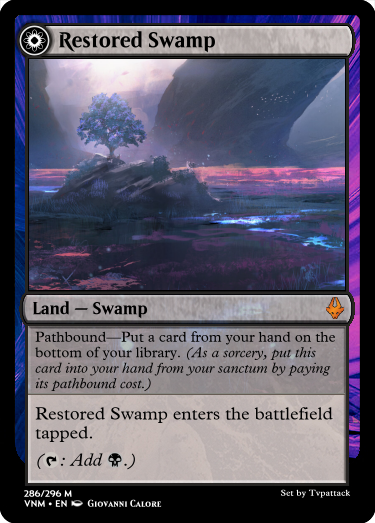 Restored Swamp
Land — Swamp
Pathbound—Put a card from your hand on the
bottom of your library. (As a sorcery, put this
card into your hand from your sanctum by paying
its pathbound cost.)
Restored Swamp enters the battlefield
tapped.
(: Add .)
286/296 M
VNM • EN Giovanni Calore
Set by Tvpattack